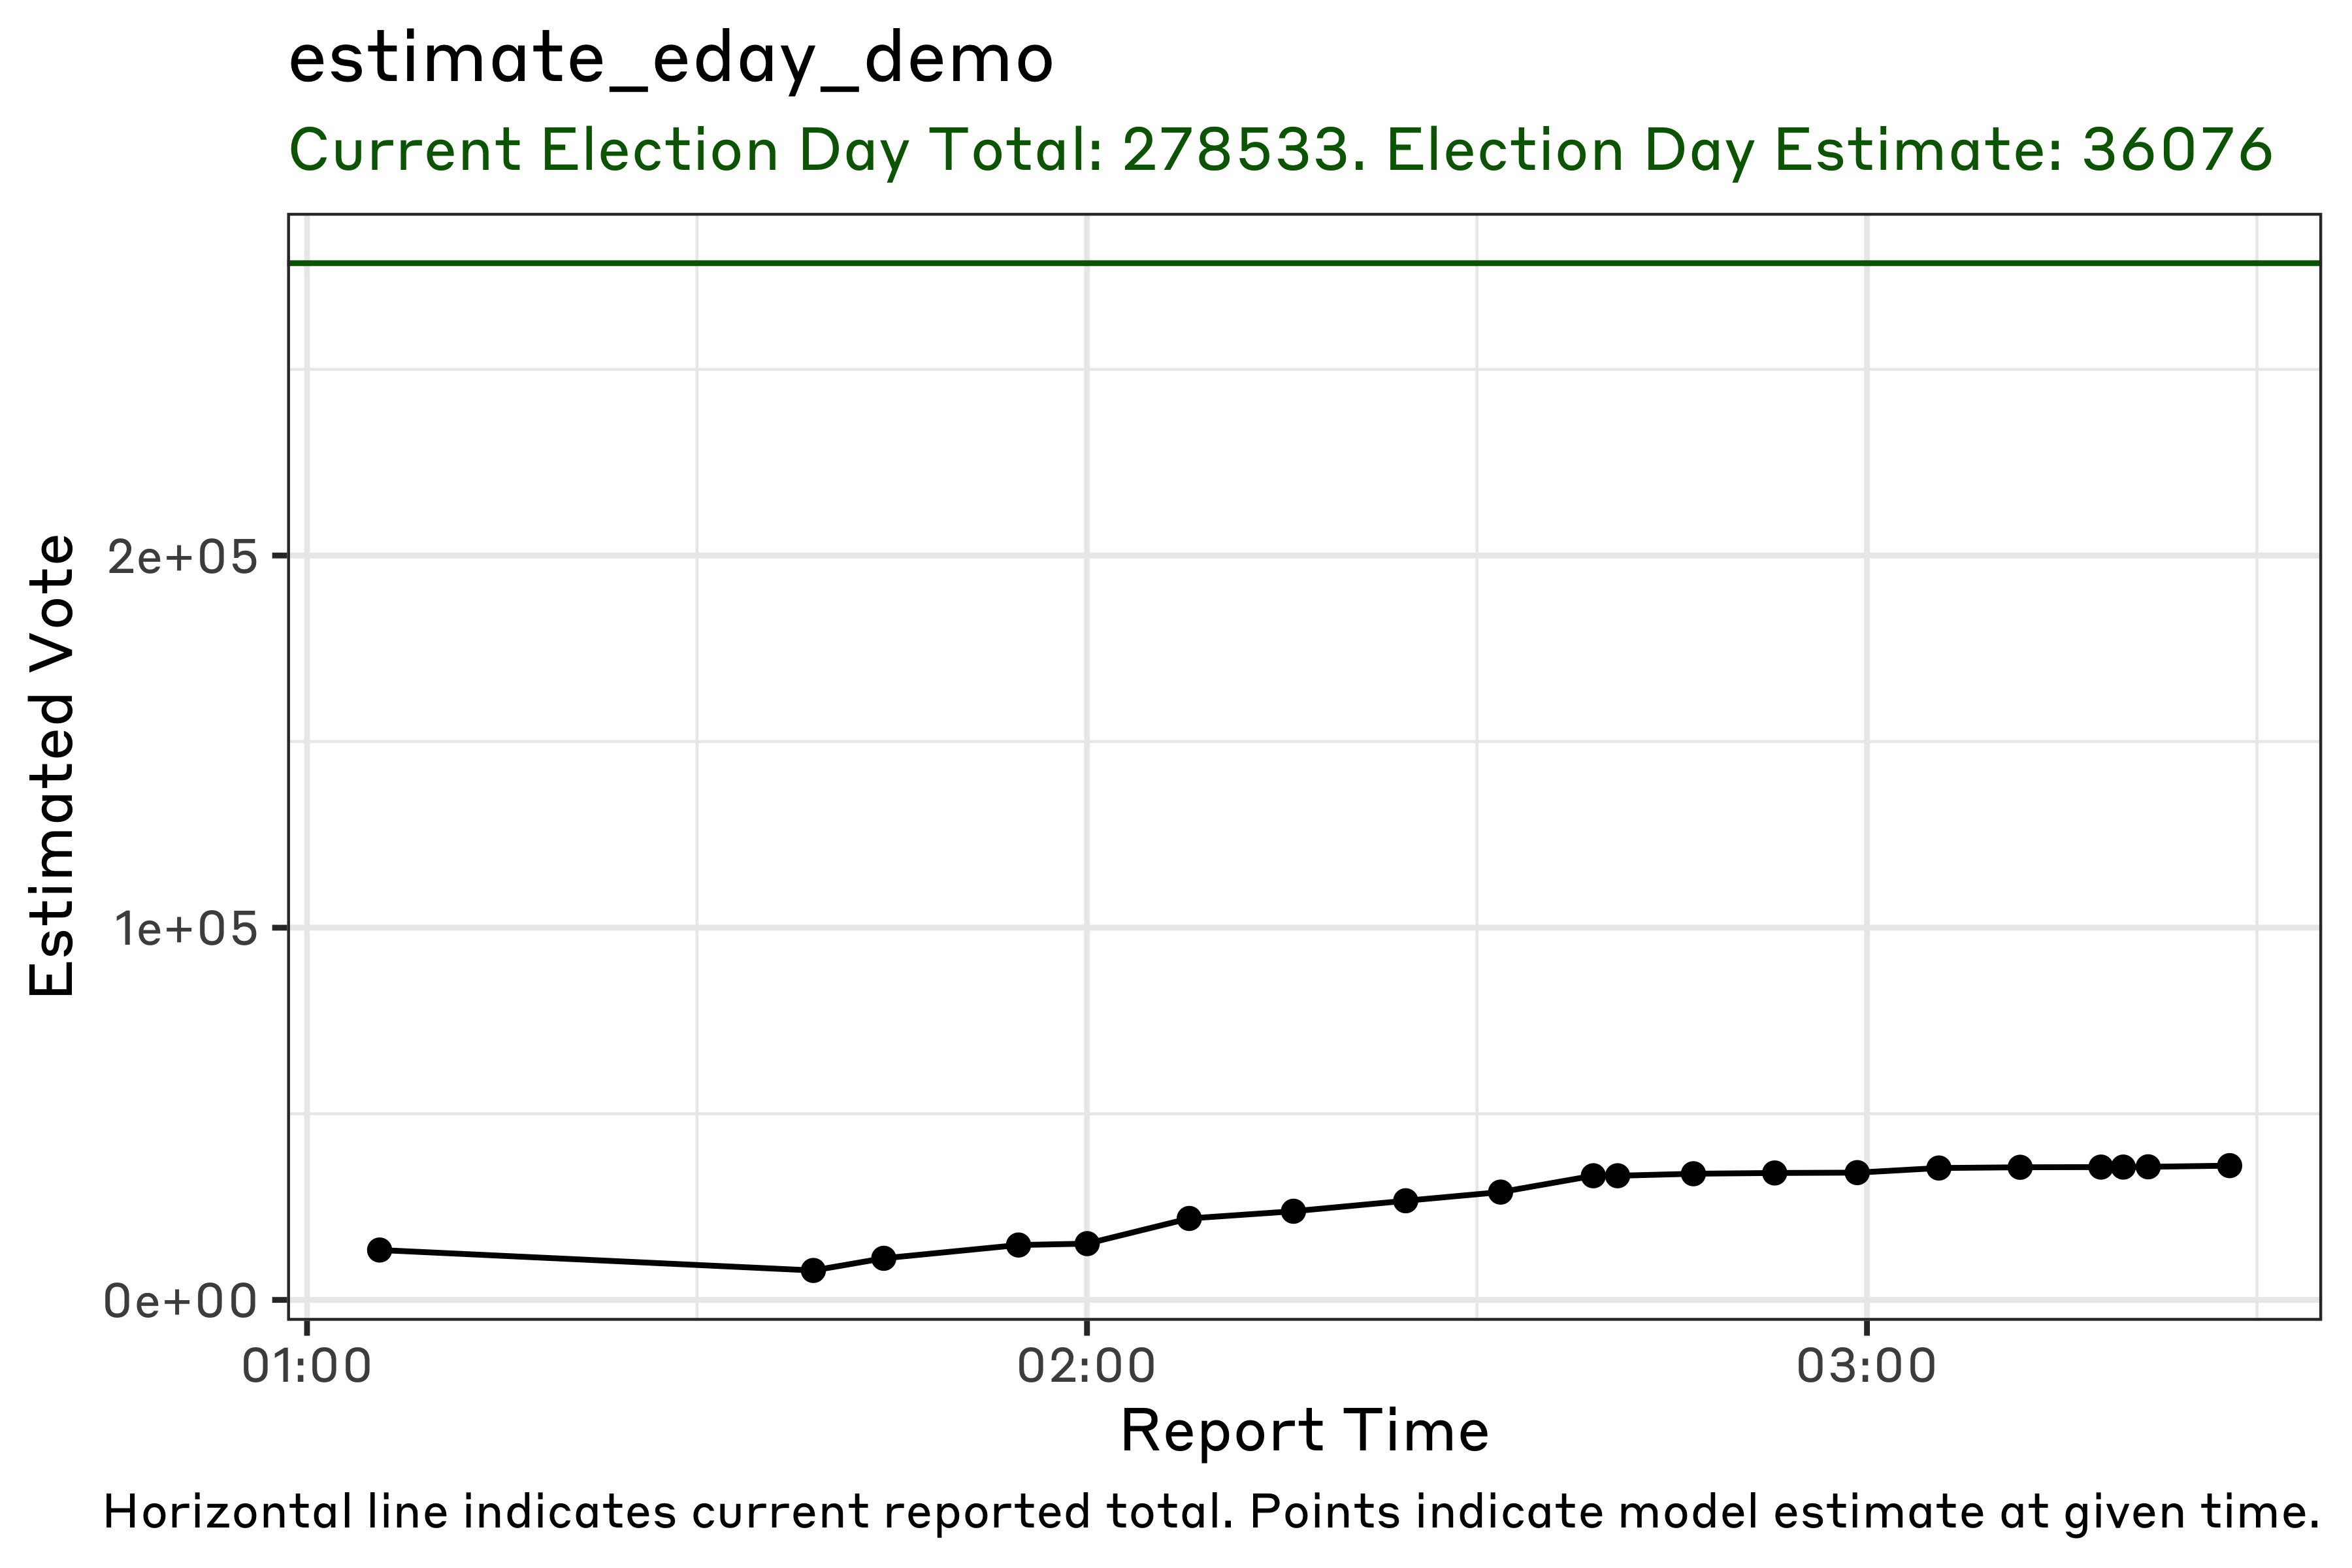 estimate_eday_demo
Current Election Day Total: 278533. Election Day Estimate: 36076
Estimated Vote
2e+05
1e+05
0e+00
01:00 02:00 03:00
Report Time
Horizontal line indicates current reported total. Points indicate model estimate at given time.